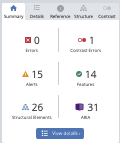 Summary Details Reference Structure Contrast
0 1
Errors Contrast Errors
15 14
Alerts Features
26 31
Structural Elements ARIA
View details ›